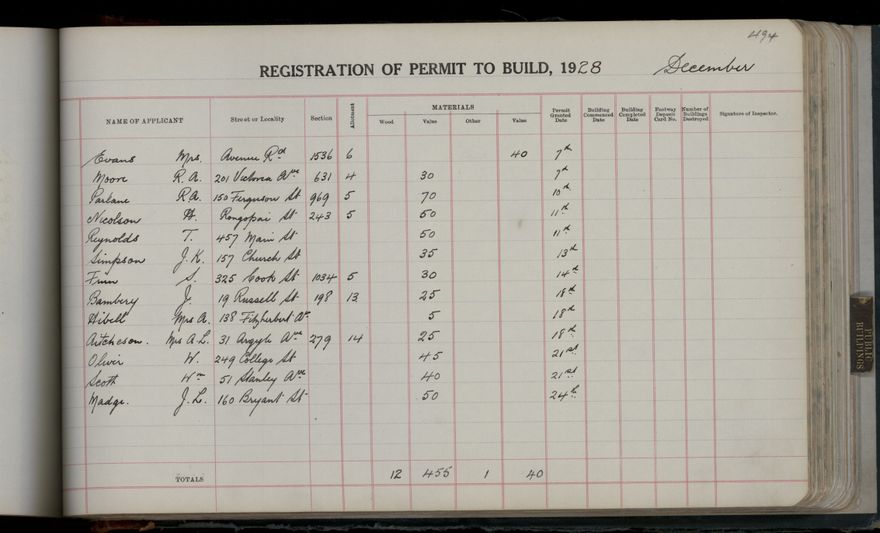 494
REGISTRATION OF PERMIT TO BUILD, 1928 December
NAME OF APPLICANT Street or Locality Section Allotment MATERIALS Wood Value Other Value Permit Granted Date Building Commenced Date Building Completed Date Footway Deposit Card No. Number of Buildings Destroyed Signature of Inspector.
Evans Mrs. Avenue Rd 1536 6 40 7th
Moore R. A. 201 Victoria Ave 631 4 30 7th
Parlane R A. 150 Ferguson St 969 5 70 10th
Nicolson H. Rongopai St 243 5 50 11th
Reynolds T. 457 Main St 50 11th
Simpson J. K. 157 Church St 35 13th
S. 325 Cook St 1034 5 30 14th
Bambery J. 19 Russell St 198 13 25 18th
Hibell Mrs A. 138 Fitzherbert Ave 5 18th
Aitcheson. Mrs A. L. 31 Argyle Ave 279 14 25 18th
Oliver W. 249 College St 45 21st
Scott Wm 51 Stanley Ave 40 21st
Madge. J. L. 160 Bryant St 50 24th
TOTALS 12 455 1 40
PUBLIC BUILDINGS